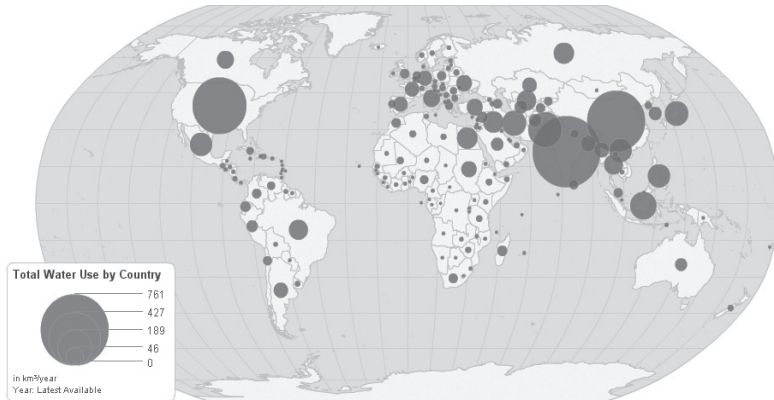 Total Water Use by Country
761
427
189
46
0
in km³/year
Year: Latest Available